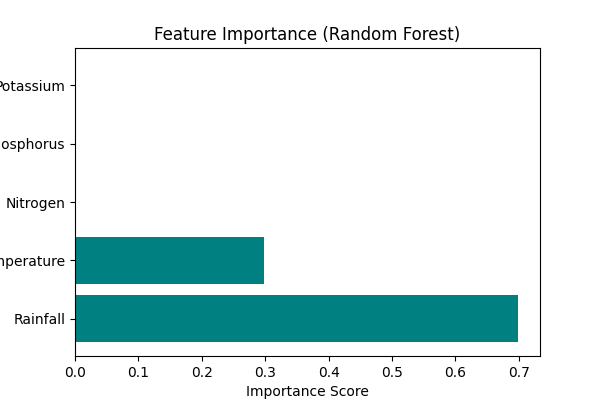 Feature Importance (Random Forest)
Potassium
osphorus
Nitrogen
mperature
Rainfall
0.0 0.1 0.2 0.3 0.4 0.5 0.6 0.7
Importance Score